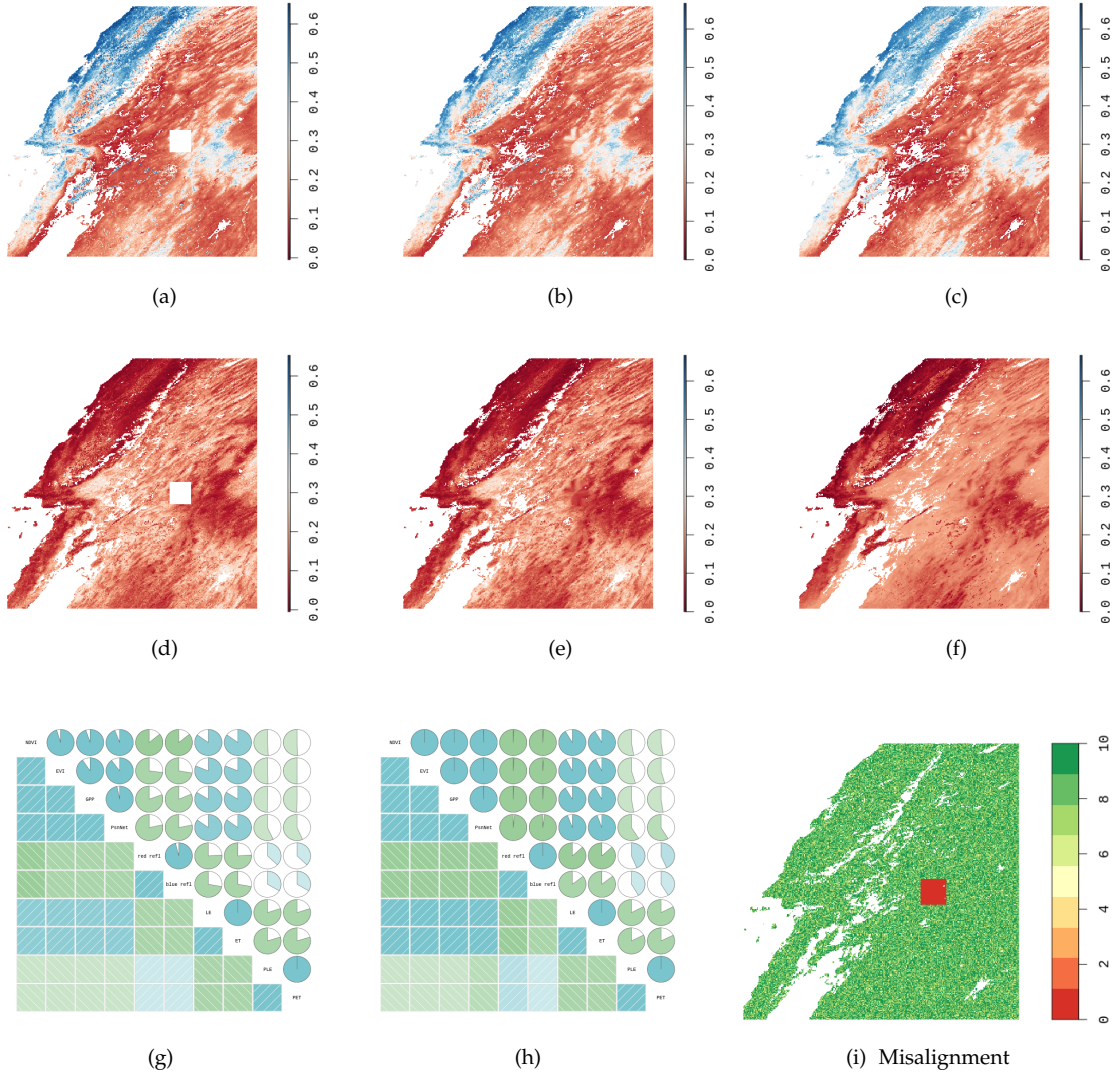 0.0 0.1 0.2 0.3 0.4 0.5 0.6
0.0 0.1 0.2 0.3 0.4 0.5 0.6
0.0 0.1 0.2 0.3 0.4 0.5 0.6
(a) (b) (c)
0.0 0.1 0.2 0.3 0.4 0.5 0.6
0.0 0.1 0.2 0.3 0.4 0.5 0.6
0.0 0.1 0.2 0.3 0.4 0.5 0.6
(d) (e) (f)
NDVI
EVI
GPP
PsnNet
red refl
blue refl
LE
ET
PLE
PET
NDVI
EVI
GPP
PsnNet
red refl
blue refl
LE
ET
PLE
PET
0 2 4 6 8 10
(g) (h) (i) Misalignment